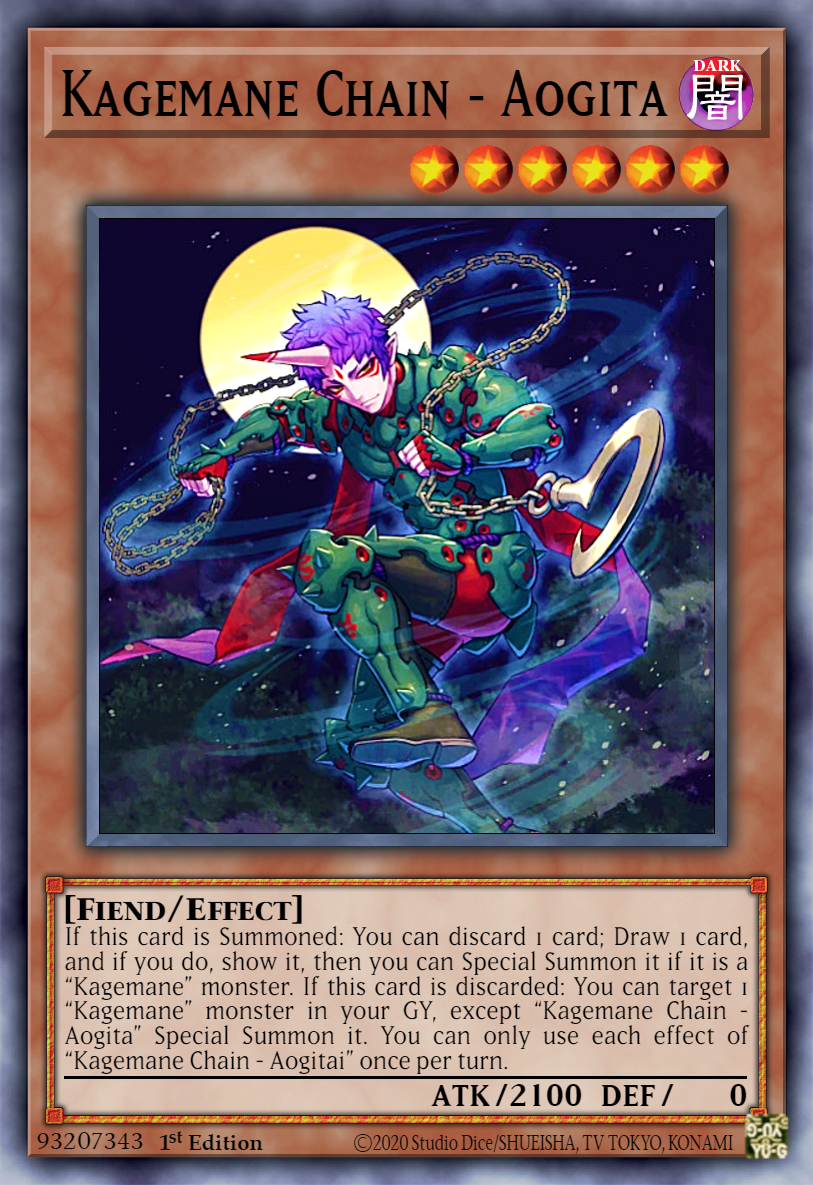 Kagemane Chain - Aogita
DARK
闇
[Fiend/Effect]
If this card is Summoned: You can discard 1 card; Draw 1 card,
and if you do, show it, then you can Special Summon it if it is a
“Kagemane” monster. If this card is discarded: You can target 1
“Kagemane” monster in your GY, except “Kagemane Chain -
Aogita” Special Summon it. You can only use each effect of
“Kagemane Chain - Aogitai” once per turn.
ATK/2100 DEF/ 0
93207343 1st Edition ©2020 Studio Dice/SHUEISHA, TV TOKYO, KONAMI